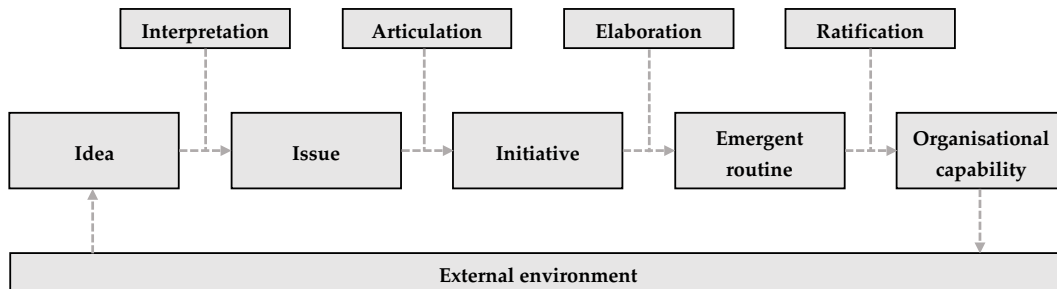 Interpretation
Articulation
Elaboration
Ratification
Idea
Issue
Initiative
Emergent
routine
Organisational
capability
External environment